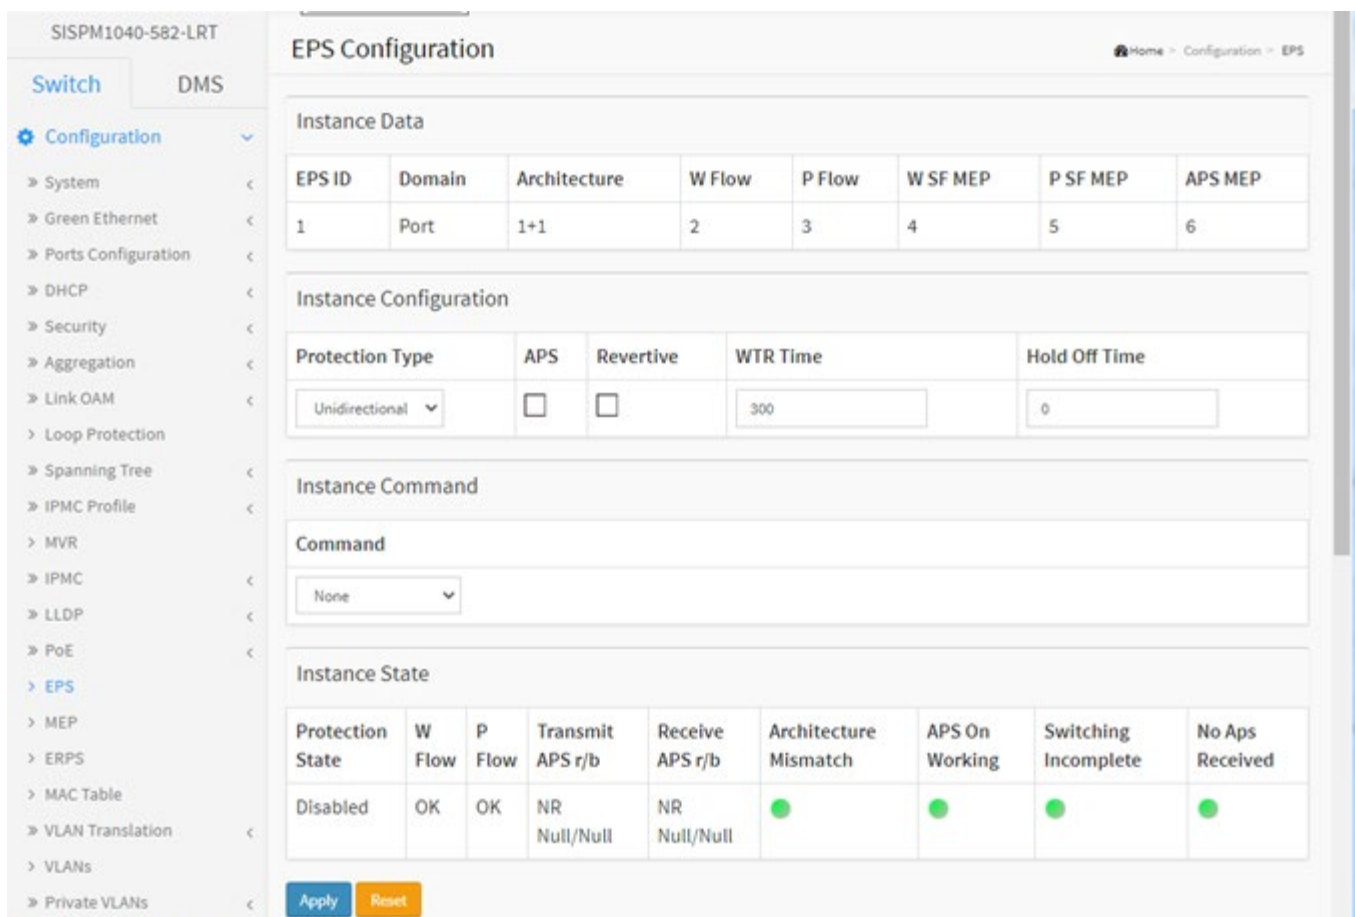 SISPM1040-582-LRT
Switch DMS
Configuration
System
Green Ethernet
Ports Configuration
DHCP
Security
Aggregation
Link OAM
Loop Protection
Spanning Tree
IPMC Profile
MVR
IPMC
LLDP
PoE
EPS
MEP
ERPS
MAC Table
VLAN Translation
VLANs
Private VLANs
EPS Configuration
Home > Configuration > EPS
Instance Data
EPS ID Domain Architecture W Flow P Flow W SF MEP P SF MEP APS MEP
1 Port 1+1 2 3 4 5 6
Instance Configuration
Protection Type APS Revertive WTR Time Hold Off Time
Unidirectional 300 0
Instance Command
Command
None
Instance State
Protection W P Transmit Receive Architecture APS On Switching No Aps
State Flow Flow APS r/b APS r/b Mismatch Working Incomplete Received
Disabled OK OK NR NR
Null/Null Null/Null
Apply Reset